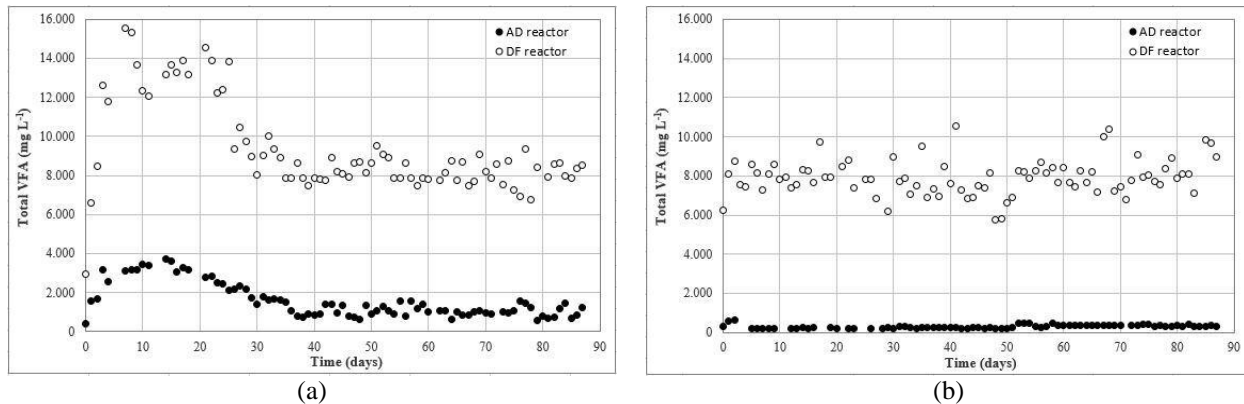 16.000
14.000
12.000
10.000
8.000
6.000
4.000
2.000
0
Total VFA (mg L-1)
AD reactor
DF reactor
0 10 20 30 40 50 60 70 80 90
Time (days)
(a)
16.000
14.000
12.000
10.000
8.000
6.000
4.000
2.000
0
Total VFA (mg L-1)
AD reactor
DF reactor
0 10 20 30 40 50 60 70 80 90
Time (days)
(b)